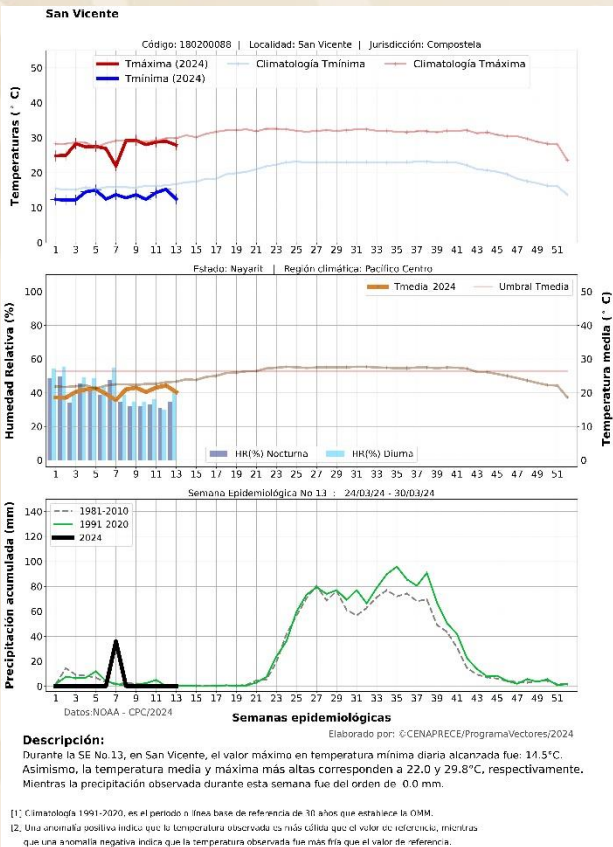 San Vicente
Código: 180200088 | Localidad: San Vicente | Jurisdicción: Compostela
Tmáxima (2024)
Tmínima (2024)
Climatología Tmínima
Climatología Tmáxima
Temperaturas (° C)
50
40
30
20
10
0
1 3 5 7 9 11 13 15 17 19 21 23 25 27 29 31 33 35 37 39 41 43 45 47 49 51
Estado: Nayarit | Región climática: Pacífico Centro
Tmedia 2024
Umbral Tmedia
Humedad Relativa (%)
100
80
60
40
20
0
Temperatura media (° C)
50
40
30
20
10
0
HR(%) Nocturna
HR(%) Diurna
1 3 5 7 9 11 13 15 17 19 21 23 25 27 29 31 33 35 37 39 41 43 45 47 49 51
Semana Epidemiológica No 13 : 24/03/24 - 30/03/24
1981-2010
1991 2020
2024
Precipitación acumulada (mm)
140
120
100
80
60
40
20
0
1 3 5 7 9 11 13 15 17 19 21 23 25 27 29 31 33 35 37 39 41 43 45 47 49 51
Datos:NOAA - CPC/2024
Semanas epidemiológicas
Elaborado por: ©CENAPRECE/ProgramaVectores/2024
Descripción:
Durante la SE No.13, en San Vicente, el valor máximo en temperatura mínima diaria alcanzada fue: 14.5°C.
Asimismo, la temperatura media y máxima más altas corresponden a 22.0 y 29.8°C, respectivamente.
Mientras la precipitación observada durante esta semana fue del orden de 0.0 mm.
[1] Climatología 1991-2020, es el periodo o línea base de referencia de 30 años que establece la OMM.
[2] Una anomalía positiva indica que la temperatura observada es más cálida que el valor de referencia, mientras
que una anomalía negativa indica que la temperatura observada fue más fría que el valor de referencia.